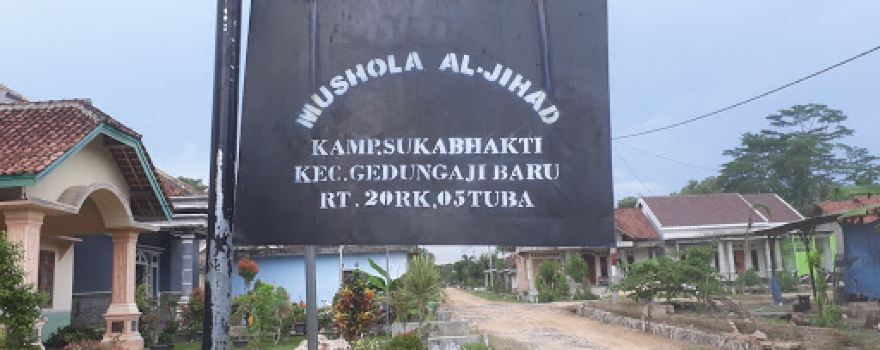 MUSHOLA AL-JIHAD
KAMP.SUKABHAKTI
KEC.GEDUNGAJI BARU
RT. 20RK,05TUBA